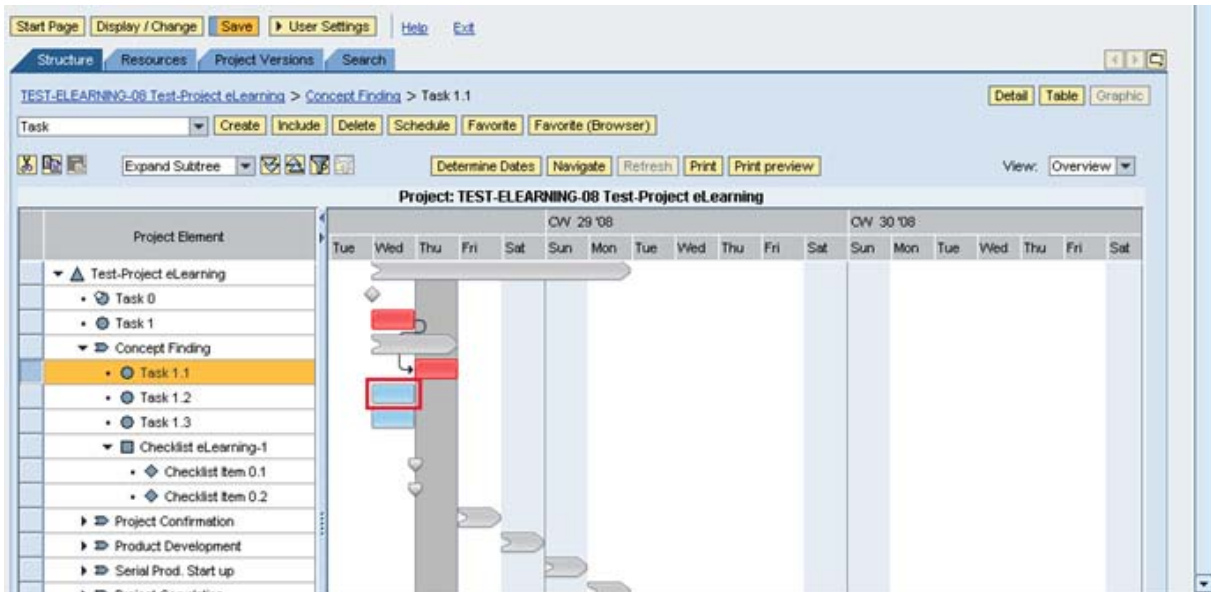 Start Page Display / Change Save User Settings Help Exit
Structure Resources Project Versions Search
TEST-ELEARNING-08 Test-Project eLearning > Concept Finding > Task 1.1 Detail Table Graphic
Task Create Include Delete Schedule Favorite Favorite (Browser)
Expand Subtree Determine Dates Navigate Refresh Print Print preview View: Overview
Project: TEST-ELEARNING-08 Test-Project eLearning
Project Element CW 29 '08 CW 30 '08
Tue Wed Thu Fri Sat Sun Mon Tue Wed Thu Fri Sat Sun Mon Tue Wed Thu Fri Sat
Test-Project eLearning
Task 0
Task 1
Concept Finding
Task 1.1
Task 1.2
Task 1.3
Checklist eLearning-1
Checklist Item 0.1
Checklist Item 0.2
Project Confirmation
Product Development
Serial Prod. Start up